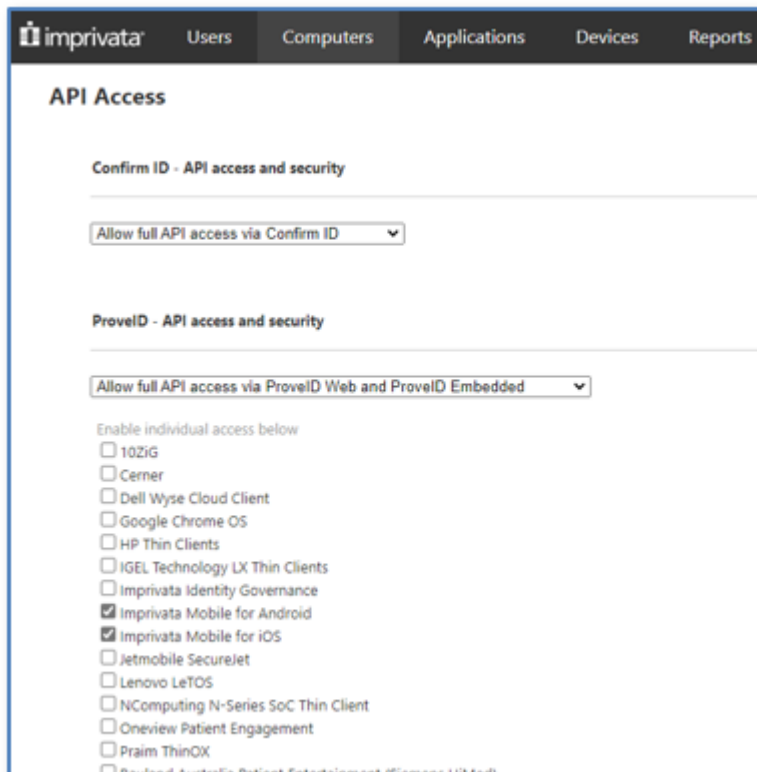 imprivata Users Computers Applications Devices Reports
API Access
Confirm ID - API access and security
Allow full API access via Confirm ID
ProveID - API access and security
Allow full API access via ProveID Web and ProveID Embedded
Enable individual access below
10ZiG
Cerner
Dell Wyse Cloud Client
Google Chrome OS
HP Thin Clients
IGEL Technology LX Thin Clients
Imprivata Identity Governance
Imprivata Mobile for Android
Imprivata Mobile for iOS
Jetmobile SecureJet
Lenovo LeTOS
NComputing N-Series SoC Thin Client
Oneview Patient Engagement
Praim ThinOX